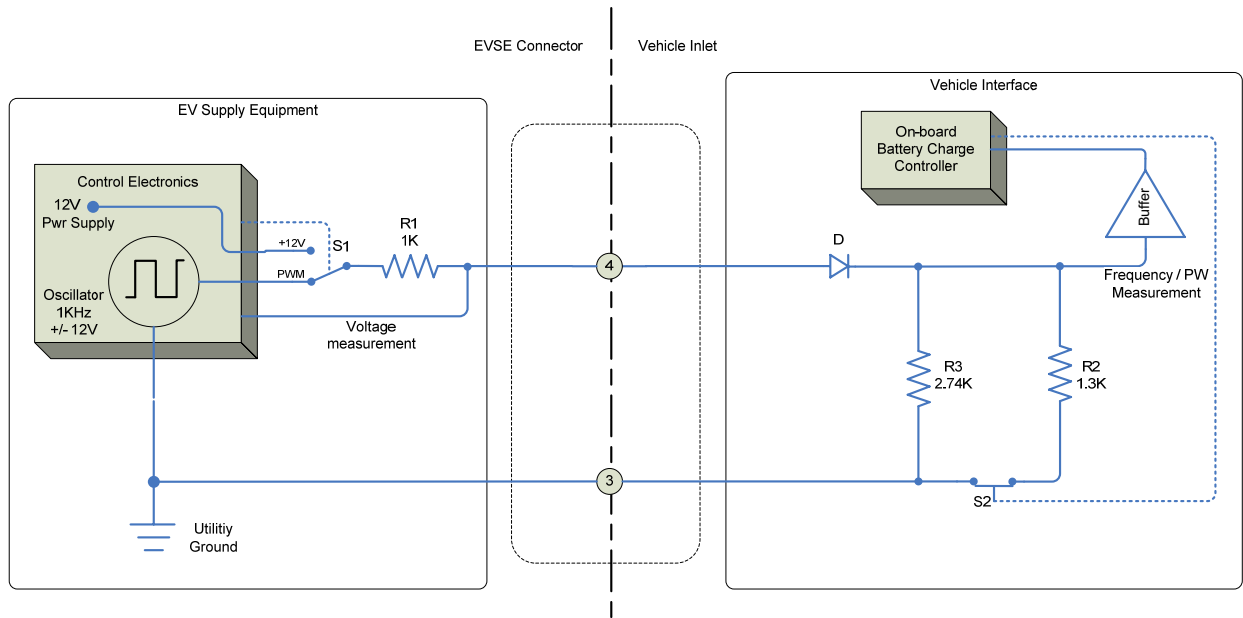 EVSE Connector
Vehicle Inlet
EV Supply Equipment
Vehicle Interface
Control Electronics
12V
Pwr Supply
Oscillator
1KHz
+/- 12V
+12V
PWM
S1
R1
1K
Voltage
measurement
4
3
Utilitiy
Ground
On-board
Battery Charge
Controller
Buffer
D
Frequency / PW
Measurement
R3
2.74K
R2
1.3K
S2